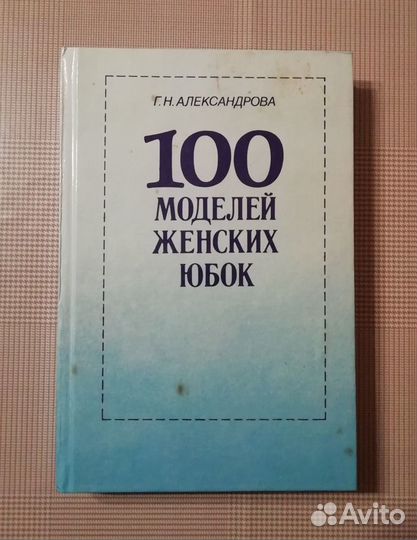 Г.Н. АЛЕКСАНДРОВА
100
МОДЕЛЕЙ
ЖЕНСКИХ
ЮБОК
Avito